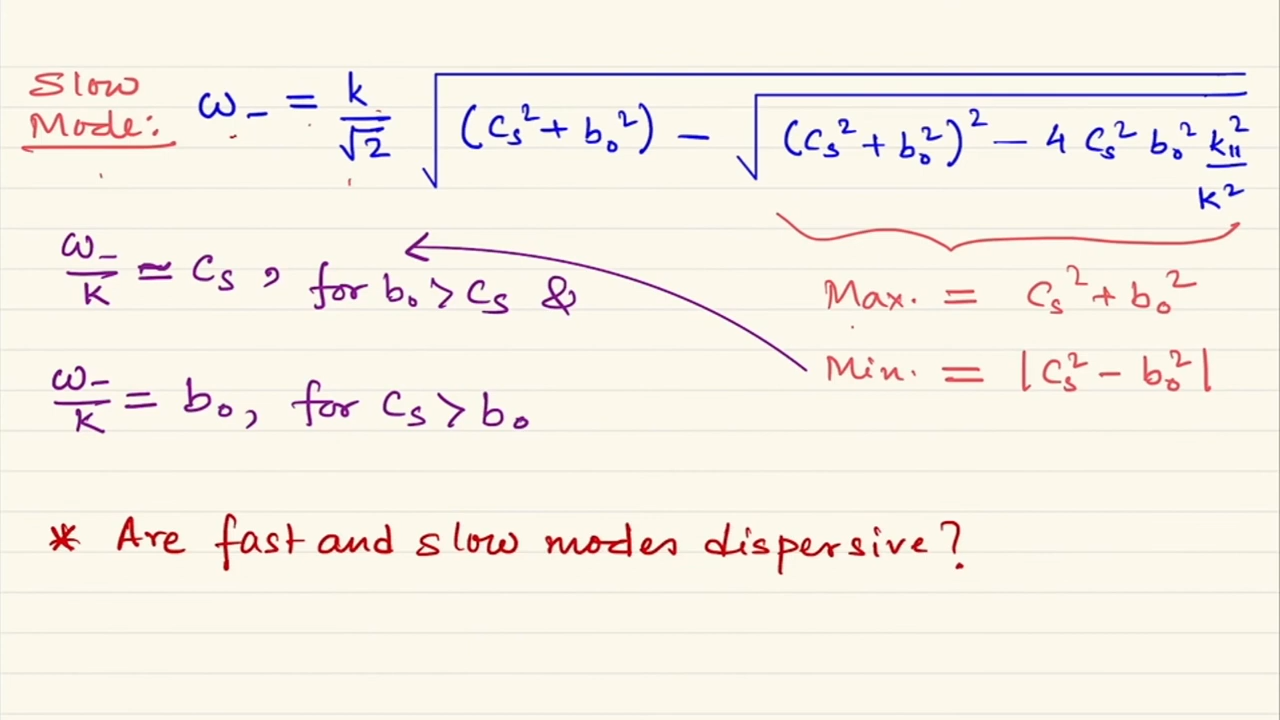 Slow Mode: ω₋ = k/√2 √((cₛ² + b₀²) − √((cₛ² + b₀²)² − 4 cₛ² b₀² k∥²/k²))
ω₋/k ≃ cₛ, for b₀ > cₛ &
Max. = cₛ² + b₀²
Min. = |cₛ² − b₀²|
ω₋/k = b₀, for cₛ > b₀
* Are fast and slow modes dispersive?